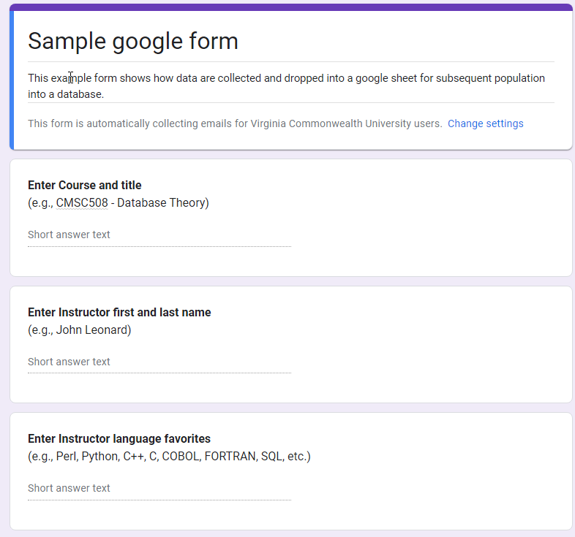 Sample google form
This example form shows how data are collected and dropped into a google sheet for subsequent population
into a database.
This form is automatically collecting emails for Virginia Commonwealth University users. Change settings
Enter Course and title
(e.g., CMSC508 - Database Theory)
Short answer text
Enter Instructor first and last name
(e.g., John Leonard)
Short answer text
Enter Instructor language favorites
(e.g., Perl, Python, C++, C, COBOL, FORTRAN, SQL, etc.)
Short answer text